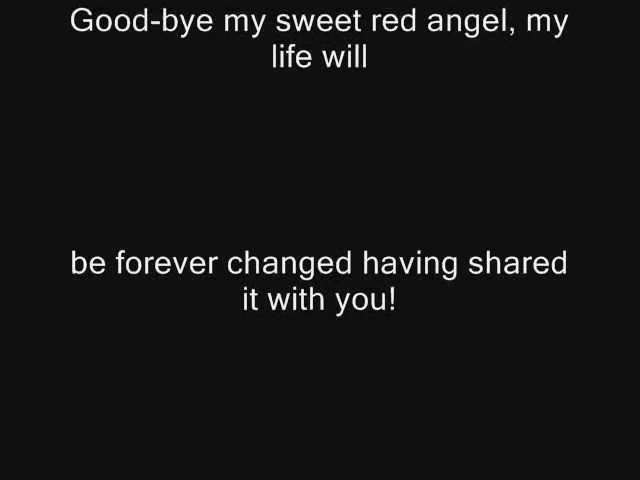 Good-bye my sweet red angel, my
life will
be forever changed having shared
it with you!